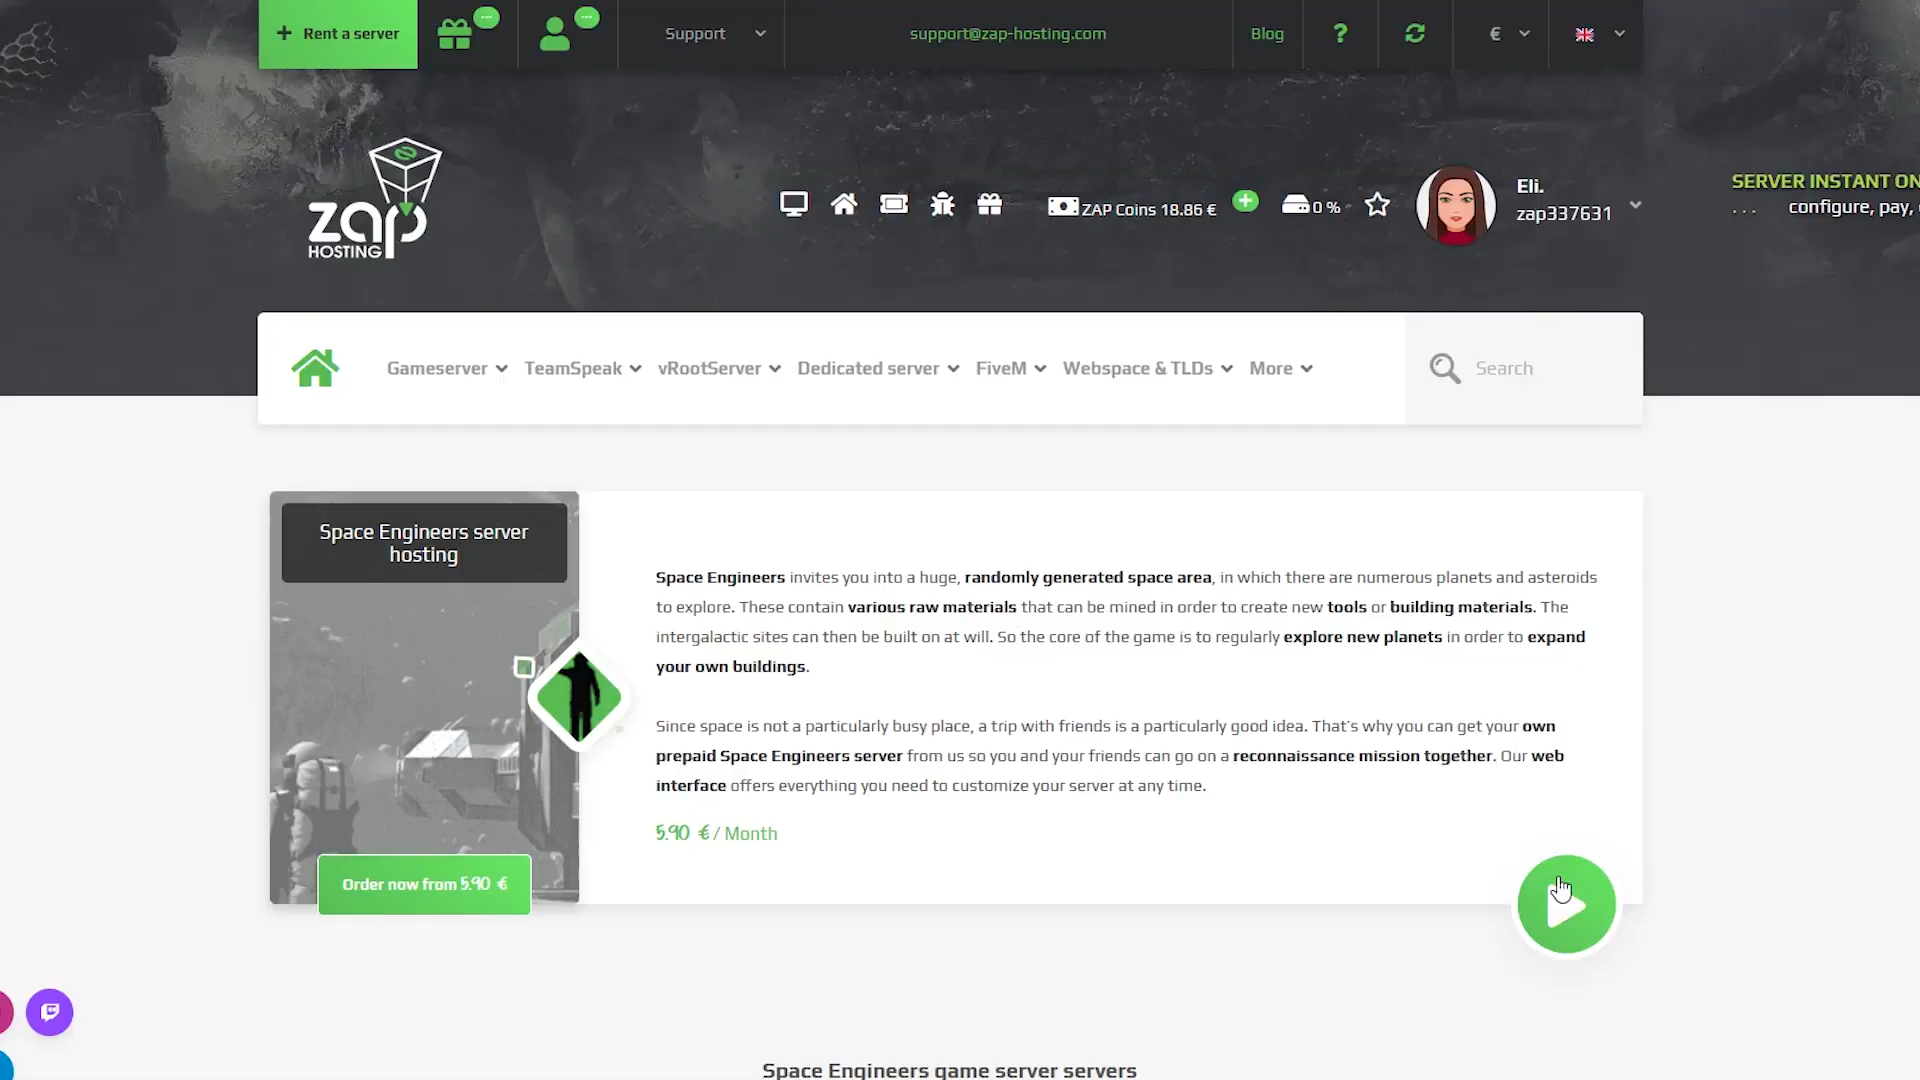 Rent a server
Support
support@zap-hosting.com
Blog
?
€
zap
HOSTING
ZAP Coins 18.86 €
0 %
Eli.
zap337631
SERVER INSTANT ON
... configure, pay,
Gameserver
TeamSpeak
vRootServer
Dedicated server
FiveM
Webspace & TLDs
More
Search
Space Engineers server
hosting
Order now from 5.90 €
Space Engineers invites you into a huge, randomly generated space area, in which there are numerous planets and asteroids
to explore. These contain various raw materials that can be mined in order to create new tools or building materials. The
intergalactic sites can then be built on at will. So the core of the game is to regularly explore new planets in order to expand
your own buildings.
Since space is not a particularly busy place, a trip with friends is a particularly good idea. That's why you can get your own
prepaid Space Engineers server from us so you and your friends can go on a reconnaissance mission together. Our web
interface offers everything you need to customize your server at any time.
5.90 € / Month
Space Engineers game server servers